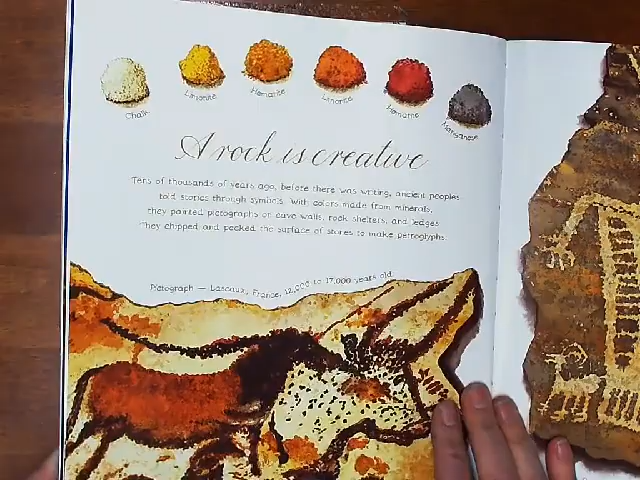 Chalk
Limonite
Hematite
Limonite
Hematite
Manganese
A rock is creative
Tens of thousands of years ago, before there was writing, ancient peoples
told stories through symbols. With colors made from minerals,
they painted pictographs on cave walls, rock shelters, and ledges.
They chipped and pecked the surface of stones to make petroglyphs.
Pictograph — Lascaux, France, 12,000 to 17,000 years old